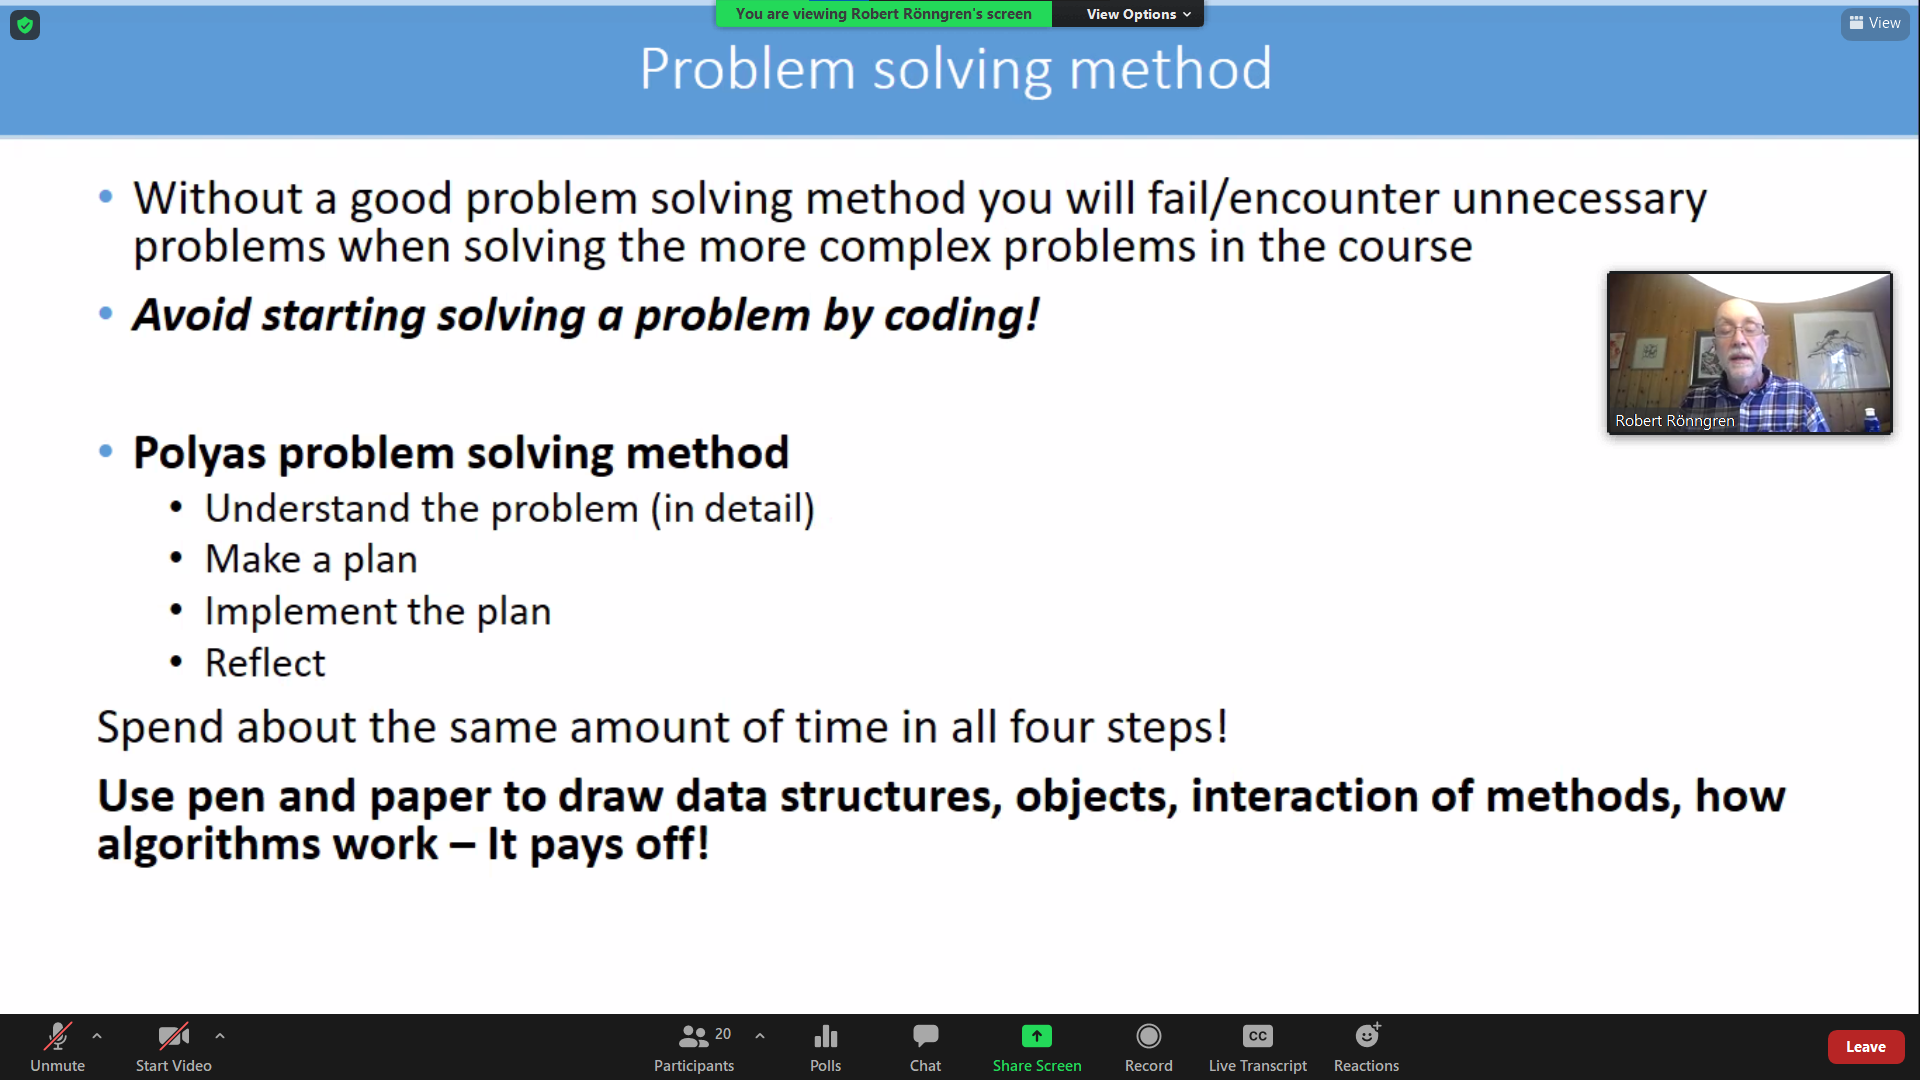 You are viewing Robert Rönngren's screen
View Options
View
Problem solving method
• Without a good problem solving method you will fail/encounter unnecessary
problems when solving the more complex problems in the course
• Avoid starting solving a problem by coding!
Robert Rönngren
• Polyas problem solving method
• Understand the problem (in detail)
• Make a plan
• Implement the plan
• Reflect
Spend about the same amount of time in all four steps!
Use pen and paper to draw data structures, objects, interaction of methods, how
algorithms work – It pays off!
Unmute
Start Video
20
Participants
Polls
Chat
Share Screen
Record
CC
Live Transcript
Reactions
Leave